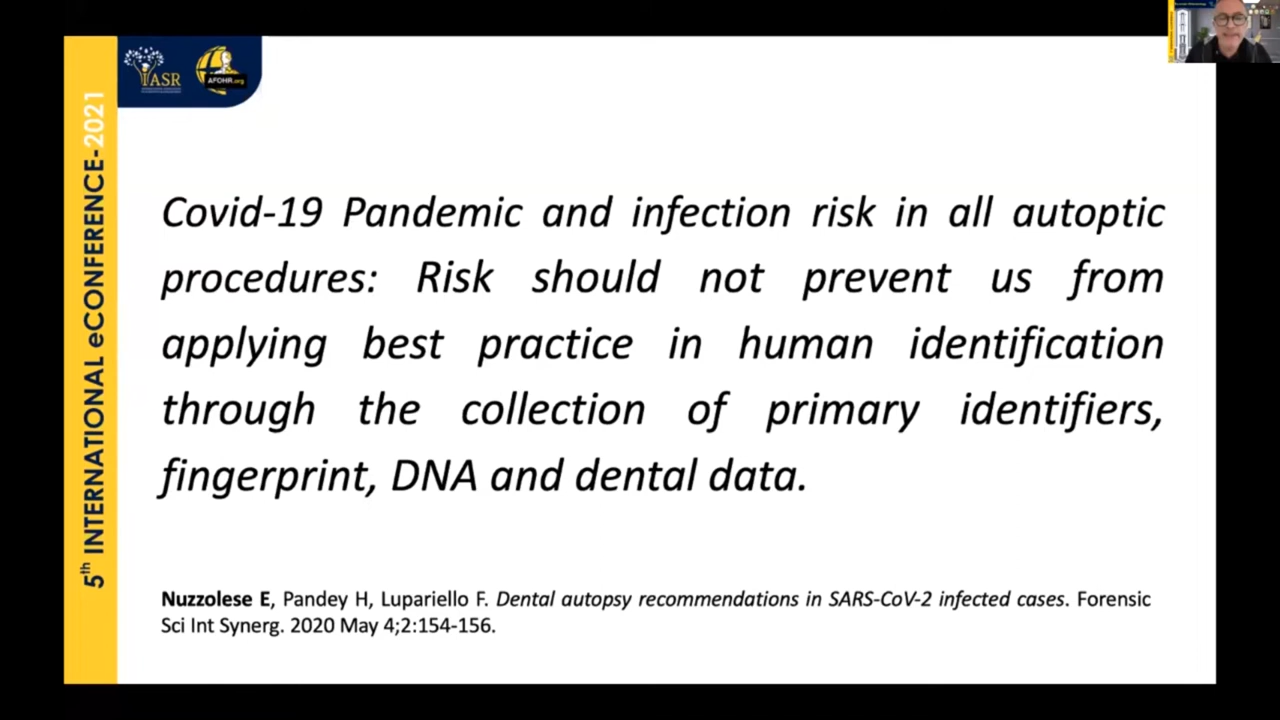 IASR
AFOHR.org
5th INTERNATIONAL eCONFERENCE-2021
Covid-19 Pandemic and infection risk in all autoptic
procedures: Risk should not prevent us from
applying best practice in human identification
through the collection of primary identifiers,
fingerprint, DNA and dental data.
Nuzzolese E, Pandey H, Lupariello F. Dental autopsy recommendations in SARS-CoV-2 infected cases. Forensic
Sci Int Synerg. 2020 May 4;2:154-156.